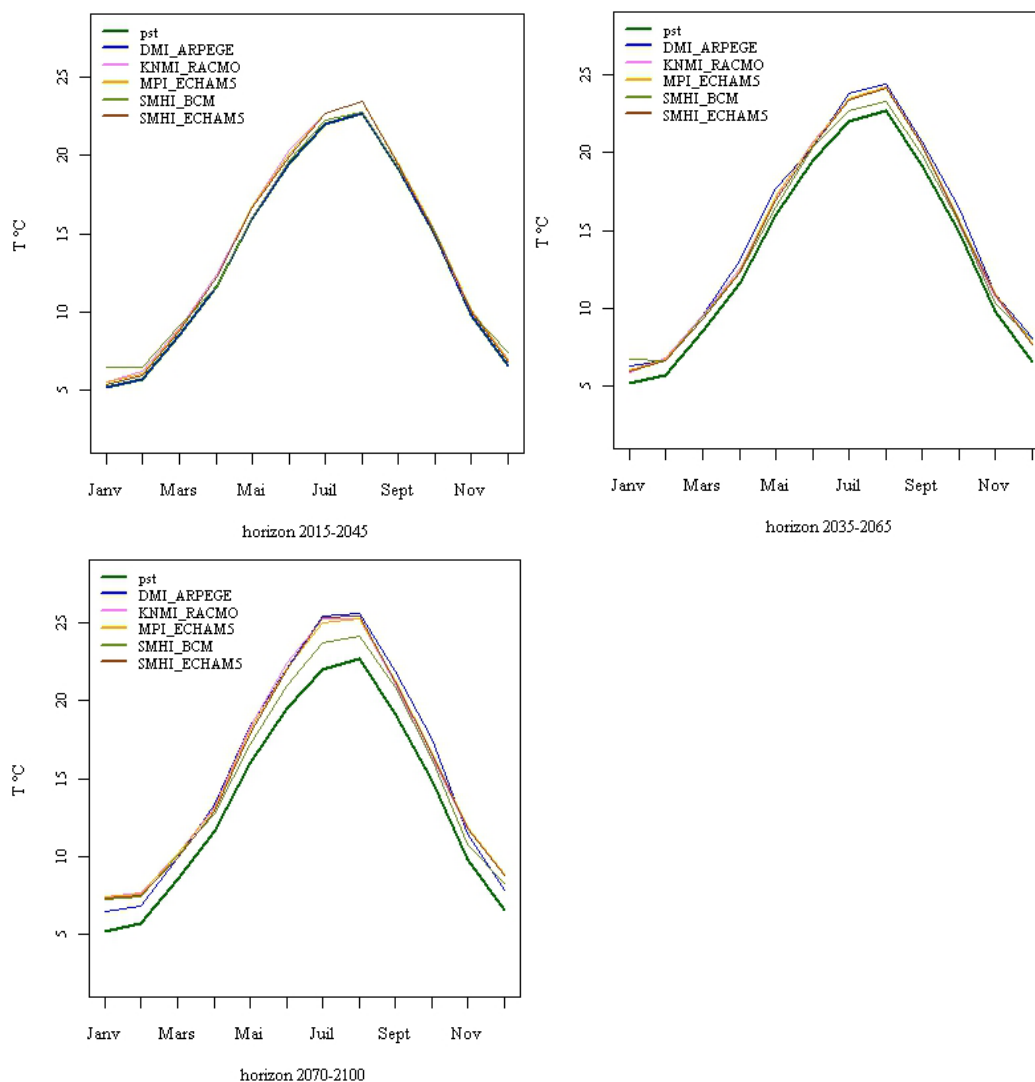 pst
DMI_ARPEGE
KNMI_RACMO
MPI_ECHAM5
SMHI_BCM
SMHI_ECHAM5
T °C
25
20
15
10
5
Janv Mars Mai Juil Sept Nov
horizon 2015-2045
pst
DMI_ARPEGE
KNMI_RACMO
MPI_ECHAM5
SMHI_BCM
SMHI_ECHAM5
T °C
25
20
15
10
5
Janv Mars Mai Juil Sept Nov
horizon 2035-2065
pst
DMI_ARPEGE
KNMI_RACMO
MPI_ECHAM5
SMHI_BCM
SMHI_ECHAM5
T °C
25
20
15
10
5
Janv Mars Mai Juil Sept Nov
horizon 2070-2100